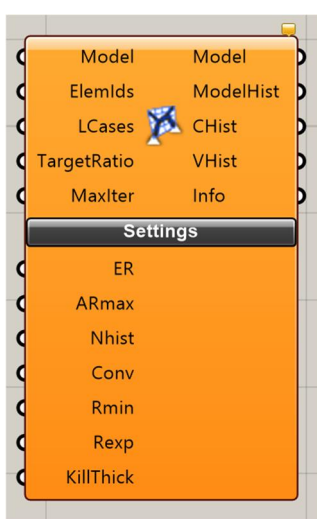 Model Model
ElemIds ModelHist
LCases CHist
TargetRatio VHist
MaxIter Info
Settings
ER
ARmax
Nhist
Conv
Rmin
Rexp
KillThick